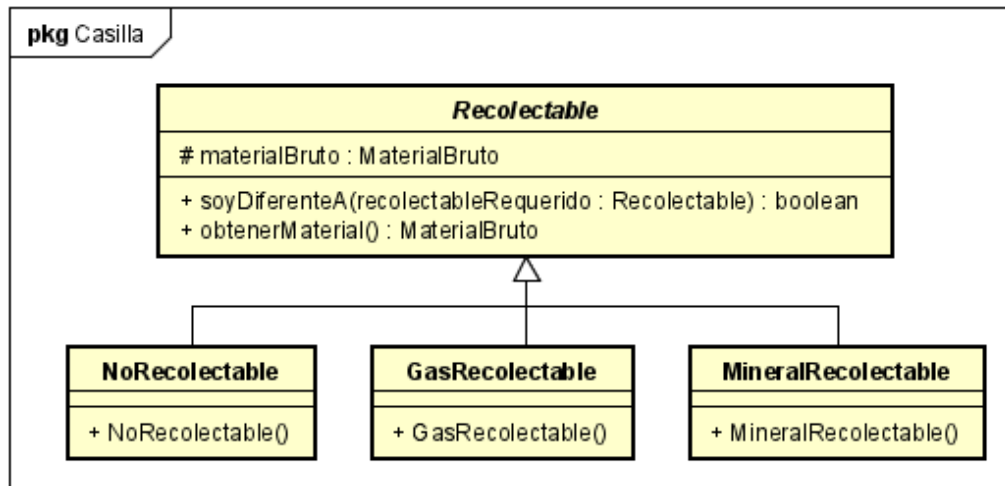 pkg Casilla
Recolectable
# materialBruto : MaterialBruto
+ soyDiferenteA(recolectableRequerido : Recolectable) : boolean
+ obtenerMaterial() : MaterialBruto
NoRecolectable
+ NoRecolectable()
GasRecolectable
+ GasRecolectable()
MineralRecolectable
+ MineralRecolectable()